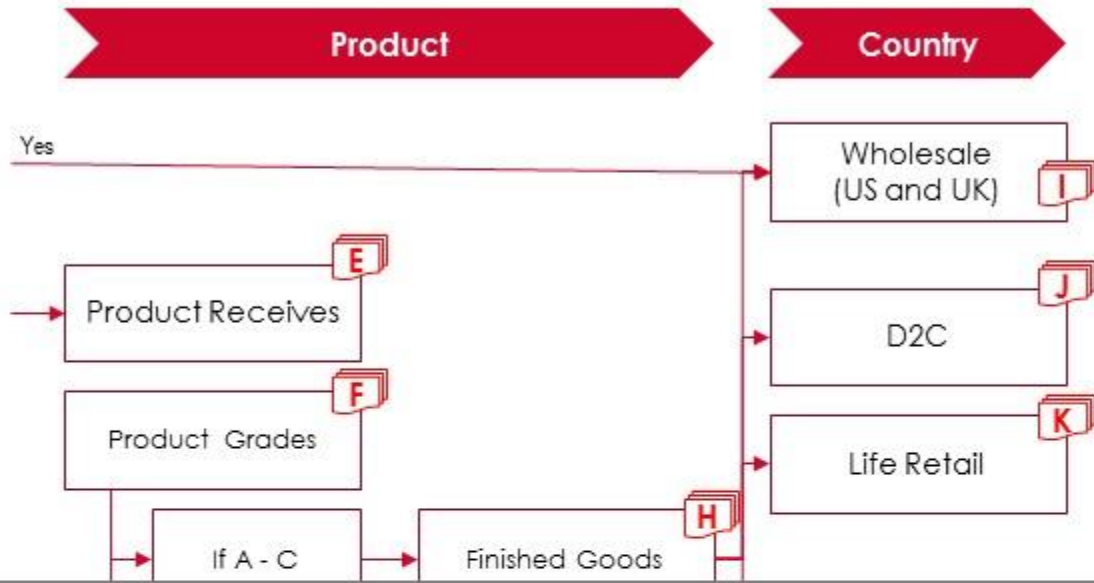 Product
Country
Yes
Wholesale
(US and UK)
I
E
Product Receives
J
D2C
F
Product Grades
K
Life Retail
If A - C
H
Finished Goods